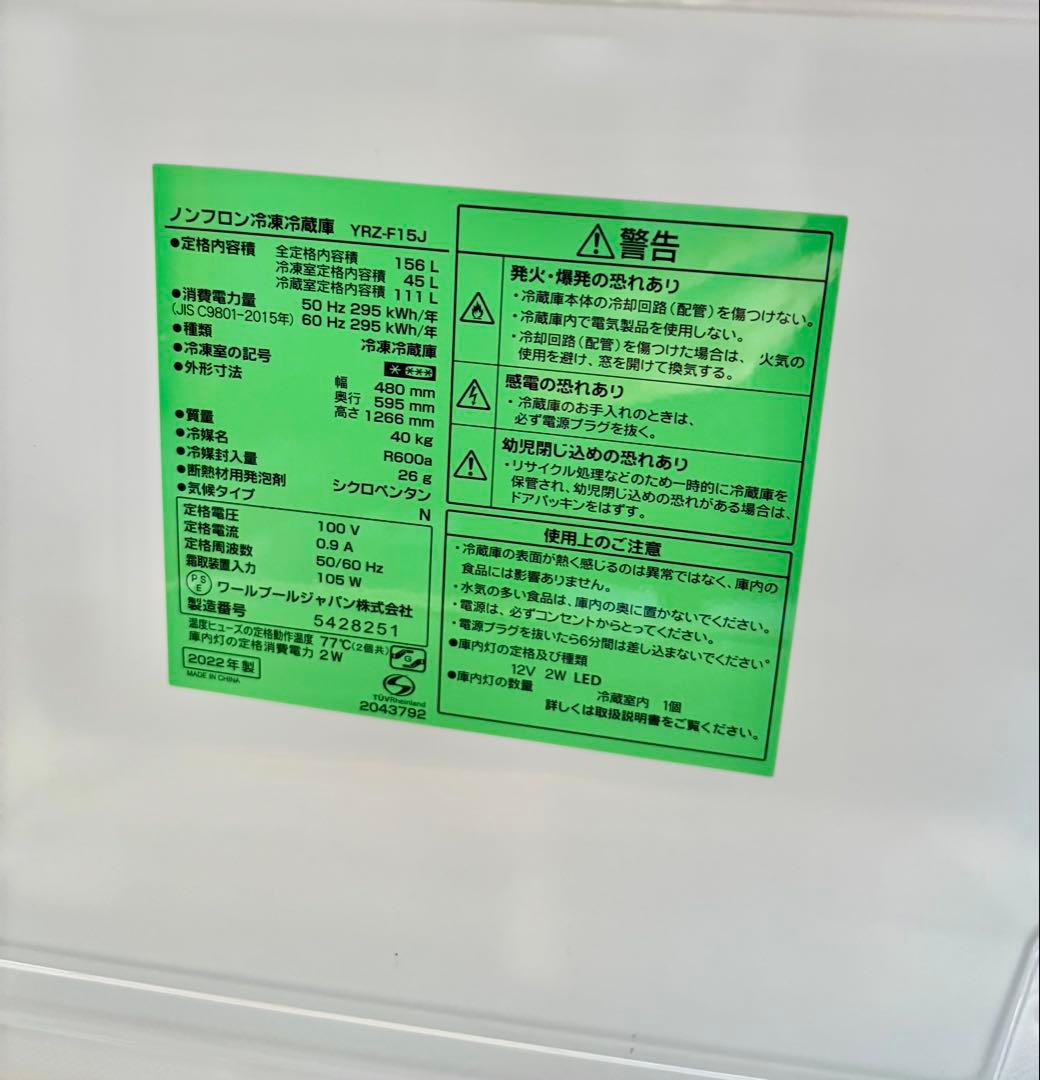 ノンフロン冷凍冷蔵庫 YRZ-F15J
●定格内容積 全定格内容積 156 L
冷凍室定格内容積 45 L
冷蔵室定格内容積 111 L
●消費電力量 50 Hz 295 kWh/年
(JIS C9801-2015年) 60 Hz 295 kWh/年
●種類 冷凍冷蔵庫
●冷凍室の記号 ****
●外形寸法 幅 480 mm
奥行 595 mm
高さ 1266 mm
●質量 40 kg
●冷媒名 R600a
●冷媒封入量 26 g
●断熱材用発泡剤 シクロペンタン
●気候タイプ N
定格電圧 100 V
定格電流 0.9 A
定格周波数 50/60 Hz
霜取装置入力 105 W
PSE ワールプールジャパン株式会社
製造番号 5428251
温度ヒューズの定格動作温度 77℃(2個共)
庫内灯の定格消費電力 2W
G
2022年製
MADE IN CHINA
S
TÜVRheinland
2043792
警告
発火・爆発の恐れあり
・冷蔵庫本体の冷却回路(配管)を傷つけない。
・冷蔵庫内で電気製品を使用しない。
・冷却回路(配管)を傷つけた場合は、火気の
使用を避け、窓を開けて換気する。
感電の恐れあり
・冷蔵庫のお手入れのときは、
必ず電源プラグを抜く。
幼児閉じ込めの恐れあり
・リサイクル処理などのため一時的に冷蔵庫を
保管され、幼児閉じ込めの恐れがある場合は、
ドアパッキンをはずす。
使用上のご注意
・冷蔵庫の表面が熱く感じるのは異常ではなく、庫内の
食品には影響ありません。
・水気の多い食品は、庫内の奥に置かないでください。
・電源は、必ずコンセントからとってください。
・電源プラグを抜いたら6分間は差し込まないでください。
●庫内灯の定格及び種類
12V 2W LED
●庫内灯の数量 冷蔵室内 1個
詳しくは取扱説明書をご覧ください。